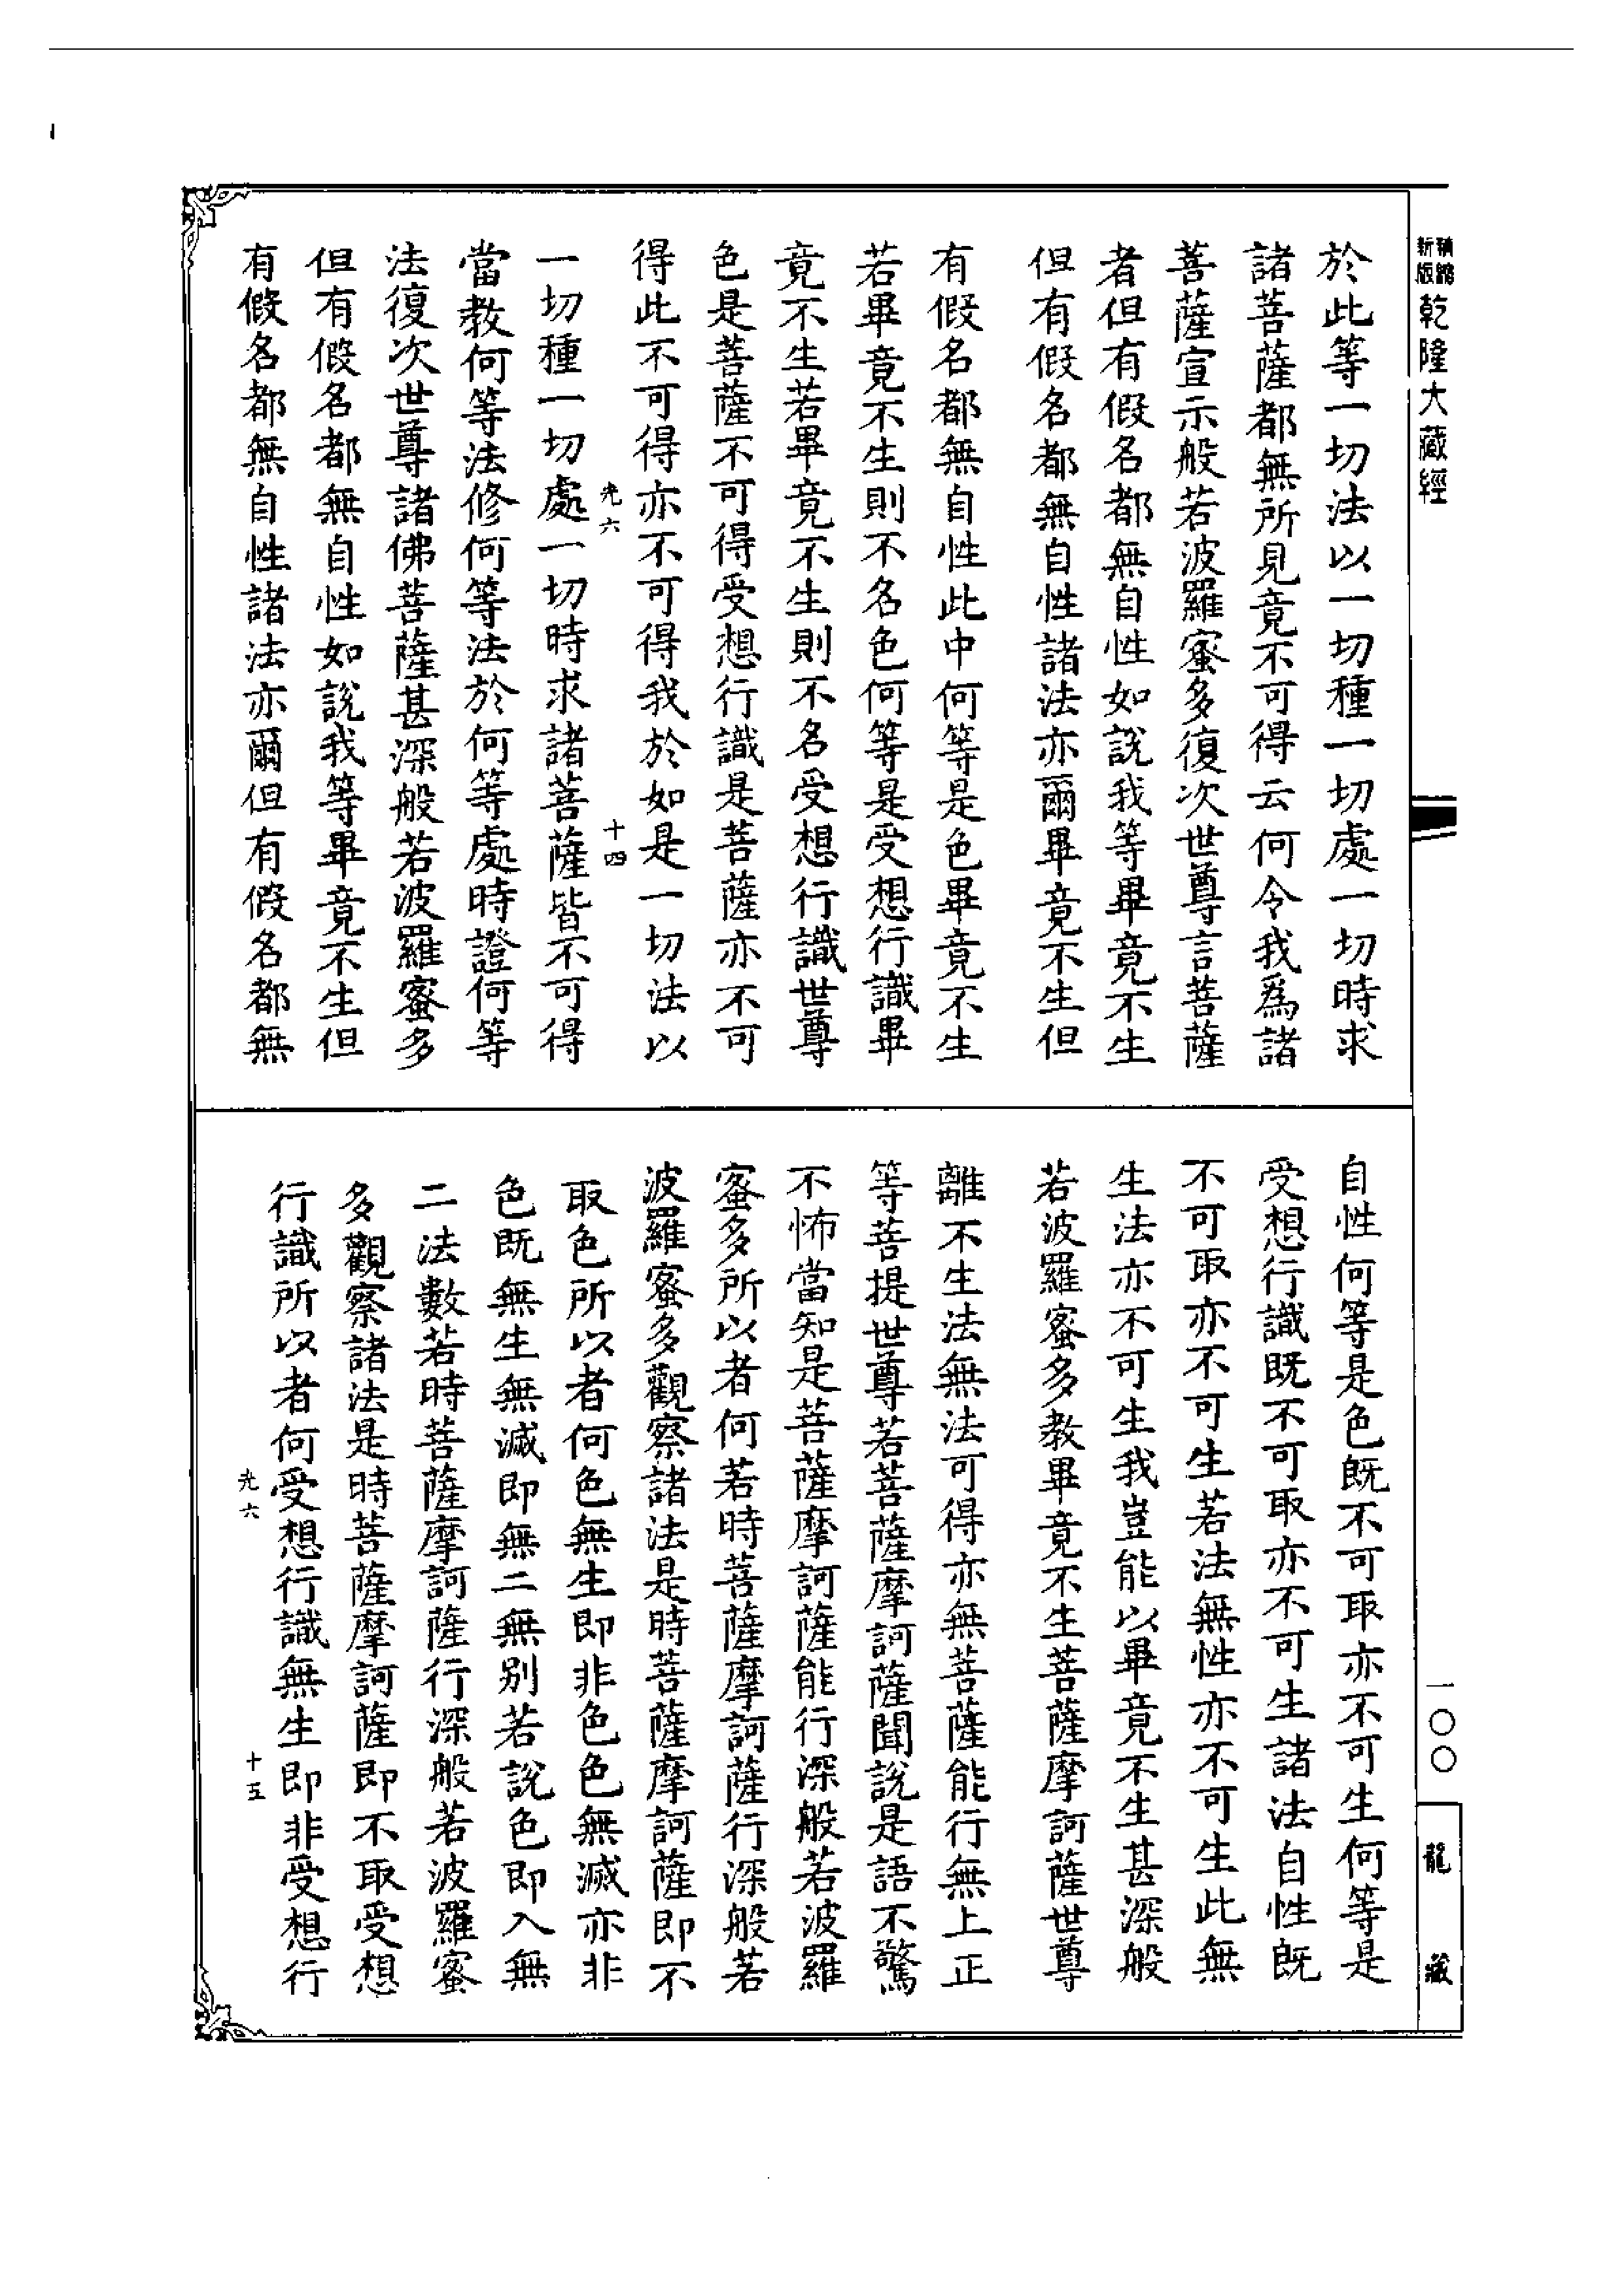 精縮新版乾隆大藏經
於此等一切法以一切種一切處一切時求
諸菩薩都無所見竟不可得云何令我為諸
菩薩宣示般若波羅蜜多復次世尊言菩薩
者但有假名都無自性如說我等畢竟不生
但有假名都無自性諸法亦爾畢竟不生但
有假名都無自性此中何等是色畢竟不生
若畢竟不生則不名色何等是受想行識畢
竟不生若畢竟不生則不名受想行識世尊
色是菩薩不可得受想行識是菩薩亦不可
得此不可得亦不可得我於如是一切法以
光六
十四
一切種一切處一切時求諸菩薩皆不可得
當教何等法修何等法於何等處時證何等
法復次世尊諸佛菩薩甚深般若波羅蜜多
但有假名都無自性如說我等畢竟不生但
有假名都無自性諸法亦爾但有假名都無
自性何等是色既不可取亦不可生何等是
受想行識既不可取亦不可生諸法自性既
不可取亦不可生若法無性亦不可生此無
生法亦不可生我豈能以畢竟不生甚深般
若波羅蜜多教畢竟不生菩薩摩訶薩世尊
離不生法無法可得亦無菩薩能行無上正
等菩提世尊若菩薩摩訶薩聞說是語不驚
不怖當知是菩薩摩訶薩能行深般若波羅
蜜多所以者何若時菩薩摩訶薩行深般若
波羅蜜多觀察諸法是時菩薩摩訶薩即不
取色所以者何色無生即非色色無滅亦非
色既無生無滅即無二無別若說色即入無
二法數若時菩薩摩訶薩行深般若波羅蜜
多觀察諸法是時菩薩摩訶薩即不取受想
行識所以者何受想行識無生即非受想行
光六
十五
一〇〇
龍藏